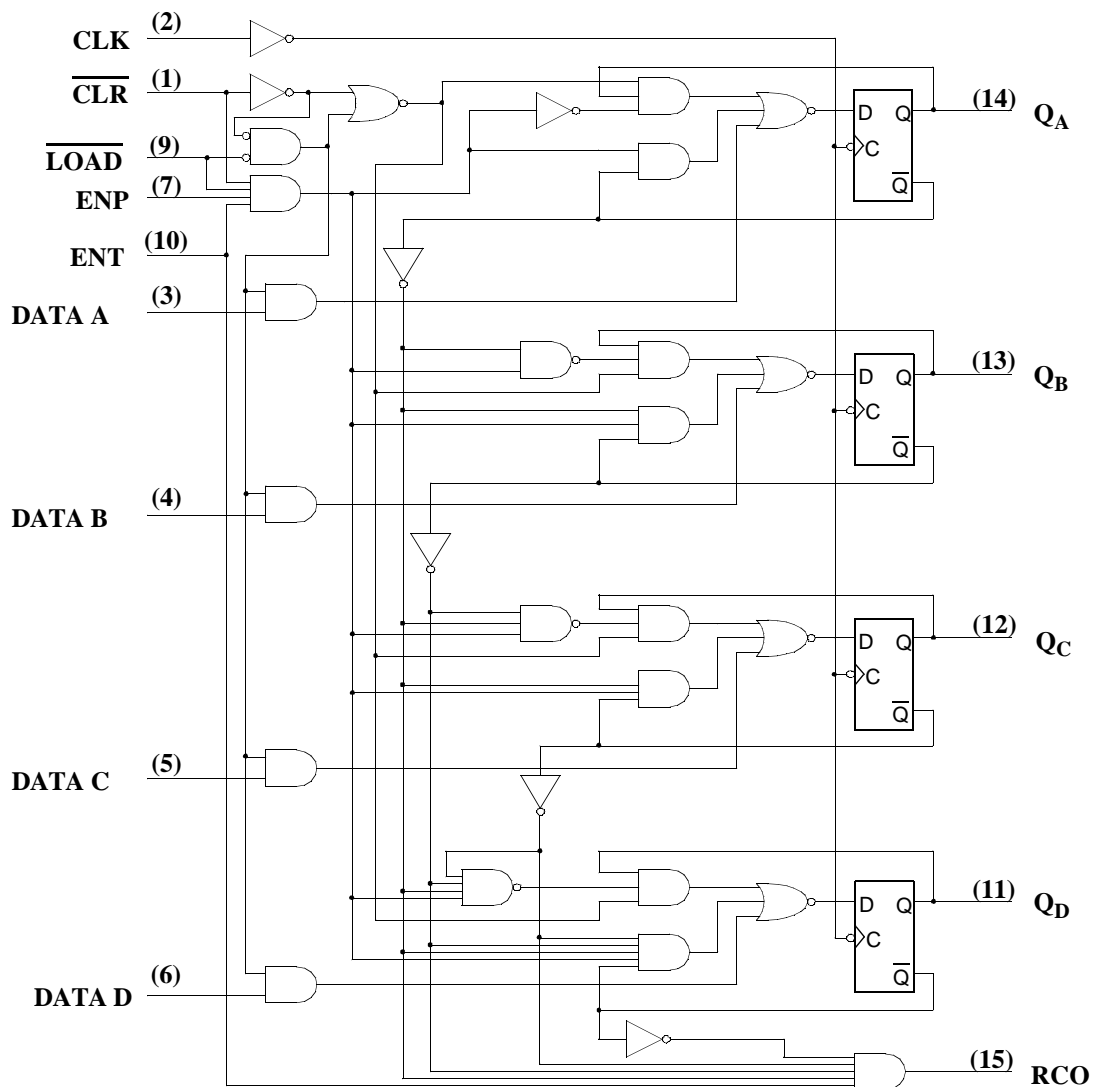 CLK (2)
CLR (1)
LOAD (9)
ENP (7)
ENT (10)
DATA A (3)
D Q
C
Q
(14) QA
D Q
C
Q
(13) QB
DATA B (4)
D Q
C
Q
(12) QC
DATA C (5)
D Q
C
Q
(11) QD
DATA D (6)
(15) RCO